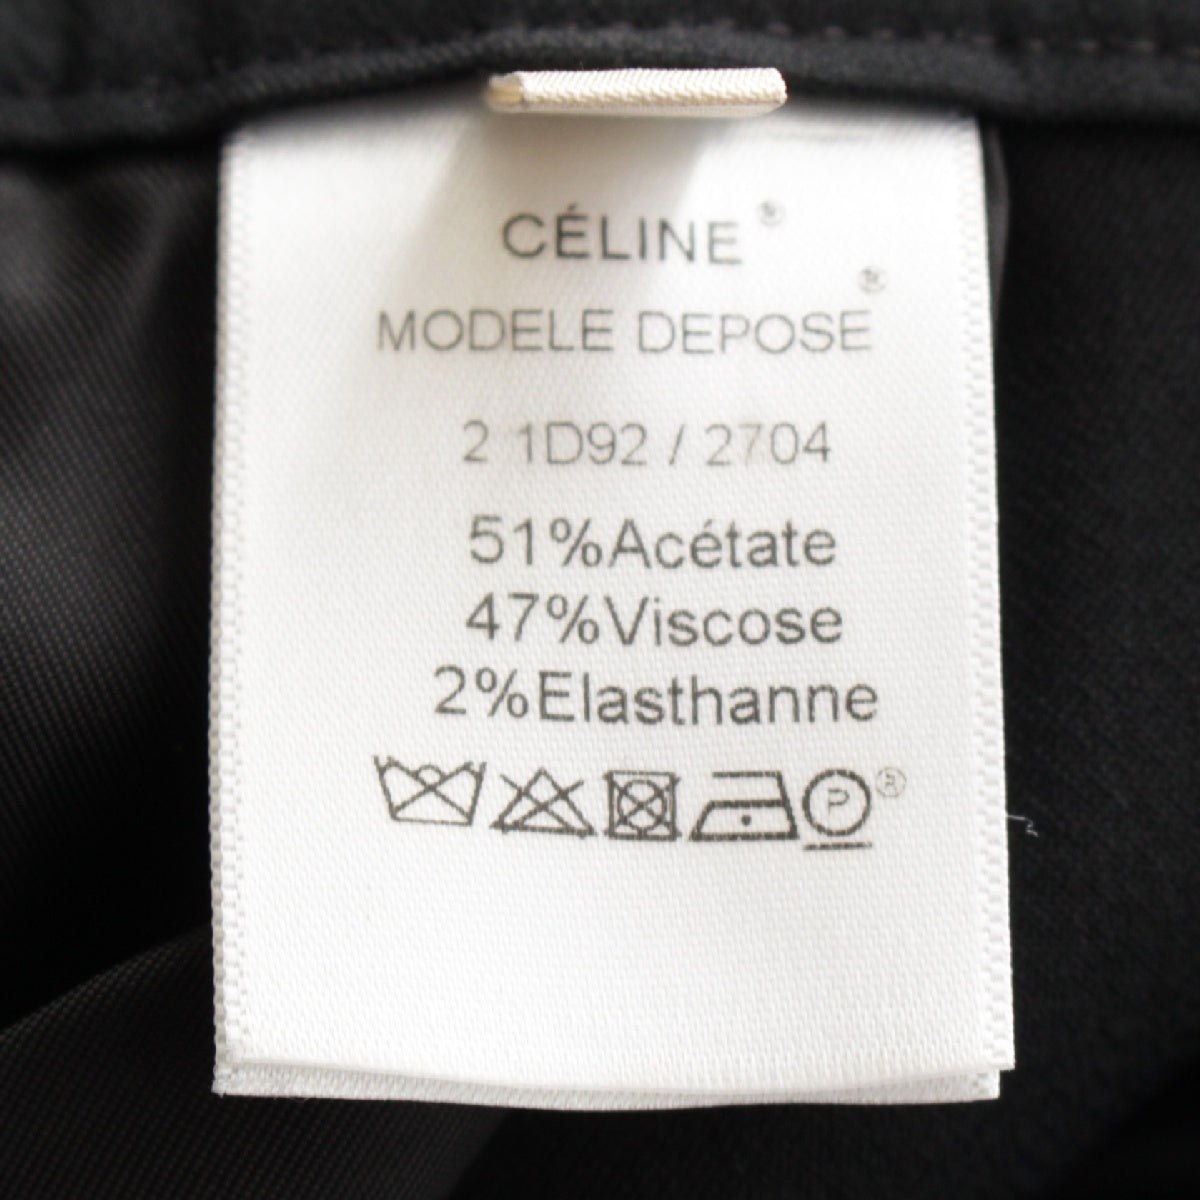 CÉLINE®
MODELE DEPOSE®
2 1D92 / 2704
51%Acétate
47%Viscose
2%Elasthanne
P®